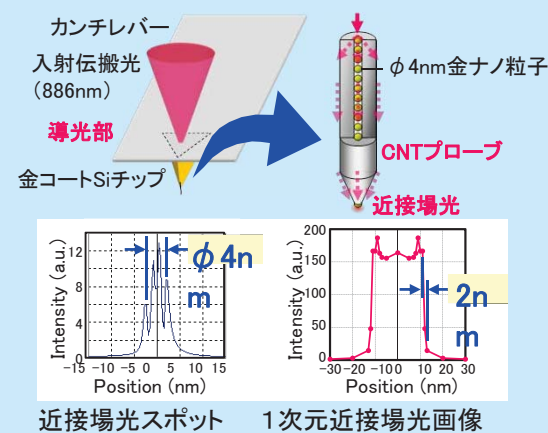 カンチレバー
入射伝搬光
(886nm)
導光部
金コートSiチップ
φ4nm金ナノ粒子
CNTプローブ
近接場光
Intensity (a.u.)
12
8
4
0
φ4n
m
-15 -10 -5 0 5 10 15
Position (nm)
近接場光スポット
Intensity (a.u.)
200
150
100
50
0
2n
m
-30 -20 -10 0 10 20 30
Position (nm)
1次元近接場光画像